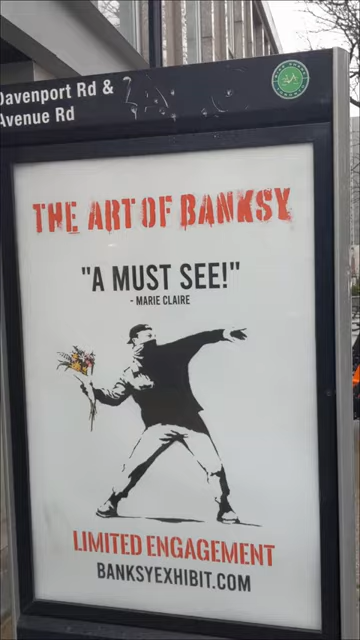 Davenport Rd &
Avenue Rd
THE ART OF BANKSY
"A MUST SEE!"
- MARIE CLAIRE
LIMITED ENGAGEMENT
BANKSYEXHIBIT.COM